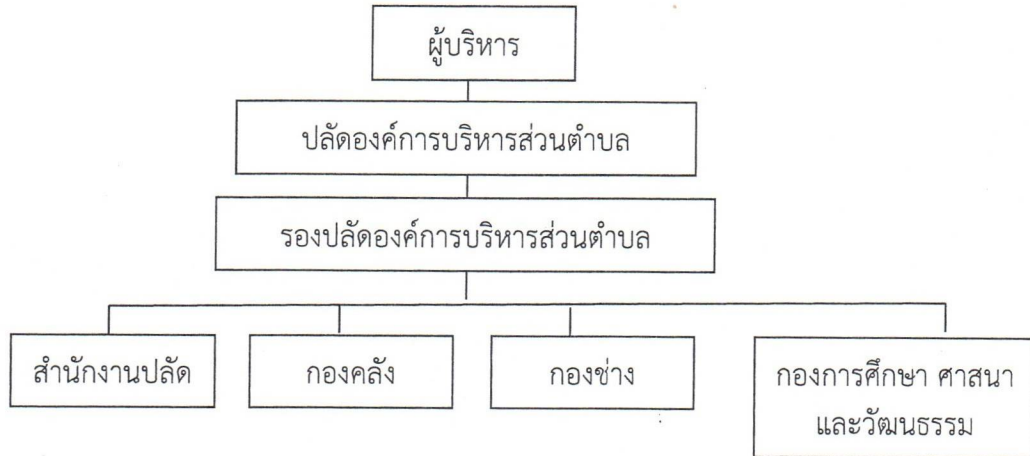 ผู้บริหาร
ปลัดองค์การบริหารส่วนตำบล
รองปลัดองค์การบริหารส่วนตำบล
สำนักงานปลัด
กองคลัง
กองช่าง
กองการศึกษา ศาสนา
และวัฒนธรรม